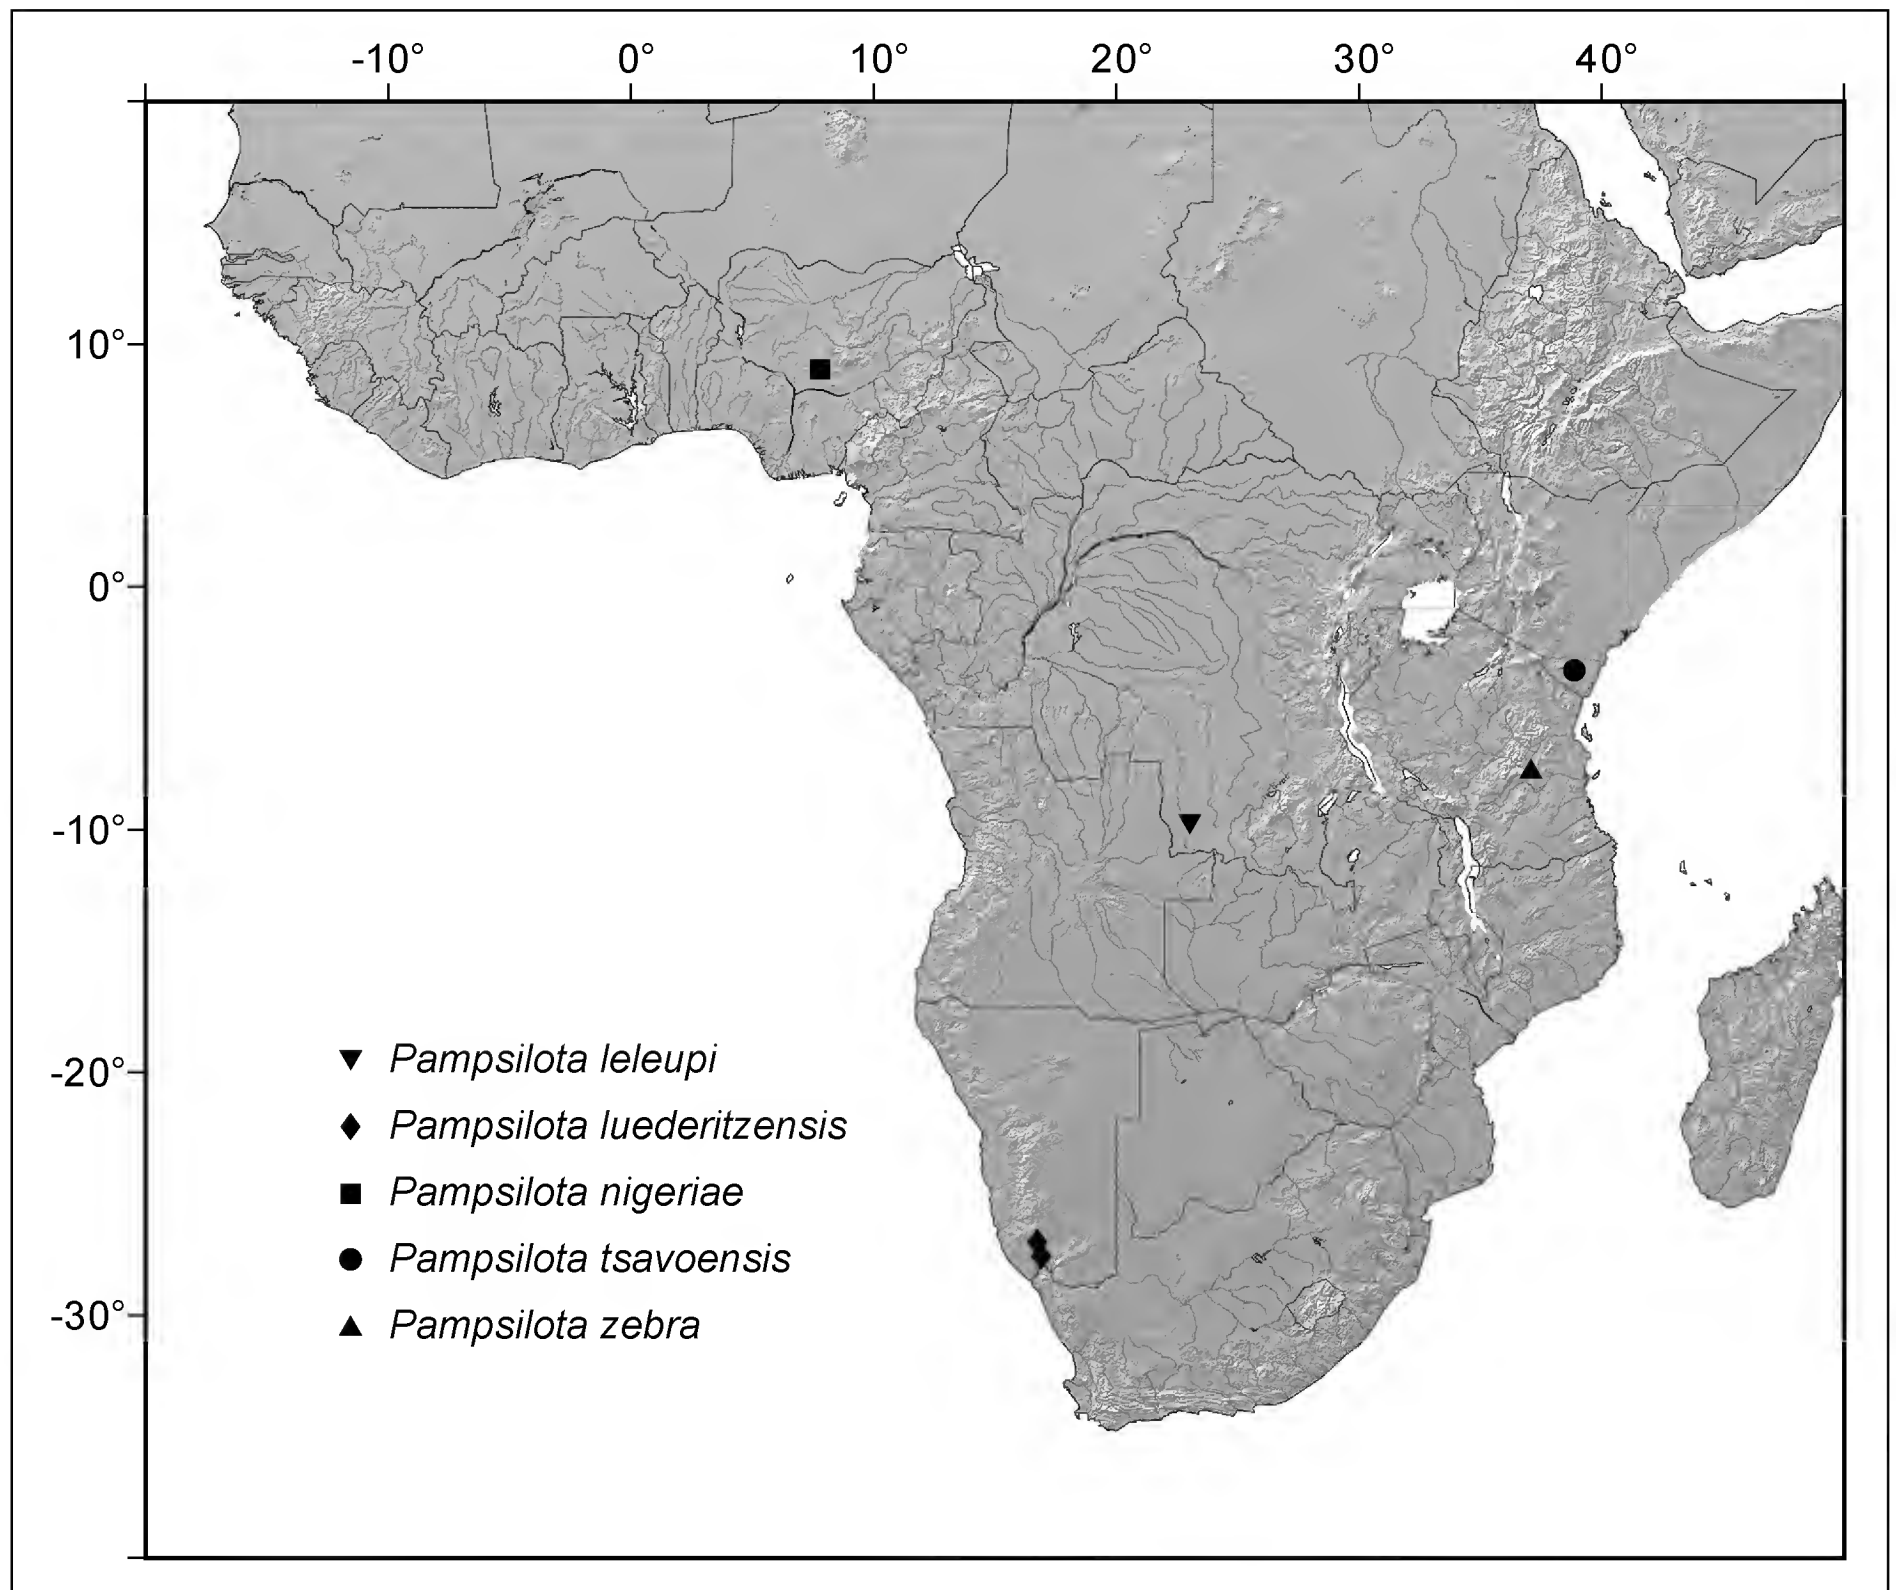 -10° 0° 10° 20° 30° 40°
10°
0°
-10°
-20°
-30°
Pampsilota leleupi
Pampsilota luederitzensis
Pampsilota nigeriae
Pampsilota tsavoensis
Pampsilota zebra